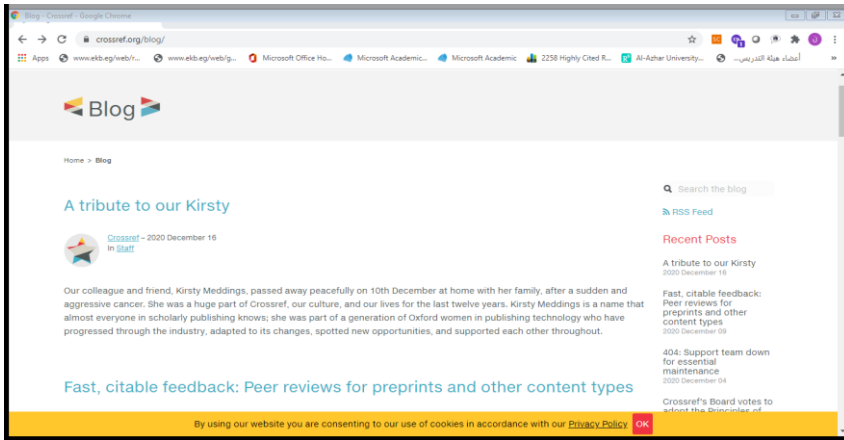 Blog - Crossref - Google Chrome
crossref.org/blog/
Apps www.ekb.eg/web/r... www.ekb.eg/web/g... Microsoft Office Ho... Microsoft Academic... Microsoft Academic 2258 Highly Cited R... Al-Azhar University... أعضاء هيئة التدريس... »
Blog
Home > Blog
A tribute to our Kirsty
Crossref – 2020 December 16
In Staff
Our colleague and friend, Kirsty Meddings, passed away peacefully on 10th December at home with her family, after a sudden and
aggressive cancer. She was a huge part of Crossref, our culture, and our lives for the last twelve years. Kirsty Meddings is a name that
almost everyone in scholarly publishing knows; she was part of a generation of Oxford women in publishing technology who have
progressed through the industry, adapted to its changes, spotted new opportunities, and supported each other throughout.
Fast, citable feedback: Peer reviews for preprints and other content types
Search the blog
RSS Feed
Recent Posts
A tribute to our Kirsty
2020 December 16
Fast, citable feedback:
Peer reviews for
preprints and other
content types
2020 December 09
404: Support team down
for essential
maintenance
2020 December 04
Crossref's Board votes to
adopt the Principles of
By using our website you are consenting to our use of cookies in accordance with our Privacy Policy OK